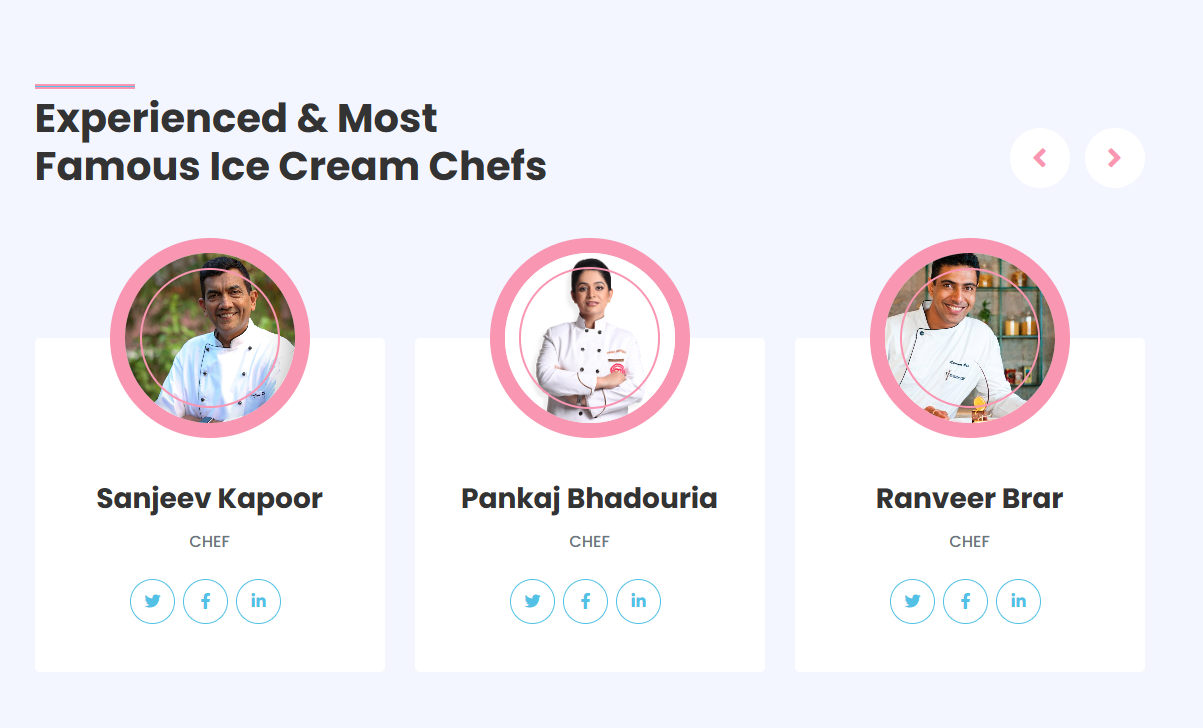 Experienced & Most
Famous Ice Cream Chefs
Sanjeev Kapoor
CHEF
Pankaj Bhadouria
CHEF
Ranveer Brar
CHEF